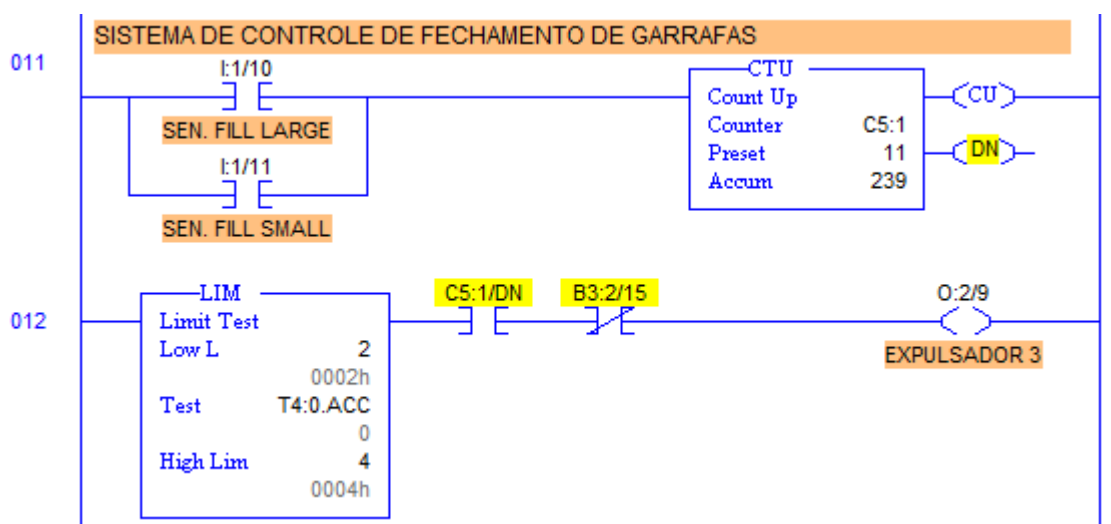 SISTEMA DE CONTROLE DE FECHAMENTO DE GARRAFAS
011
I:1/10
SEN. FILL LARGE
I:1/11
SEN. FILL SMALL
CTU
Count Up
Counter C5:1
Preset 11
Accum 239
CU
DN
012
LIM
Limit Test
Low L 2
0002h
Test T4:0.ACC
0
High Lim 4
0004h
C5:1/DN
B3:2/15
O:2/9
EXPULSADOR 3